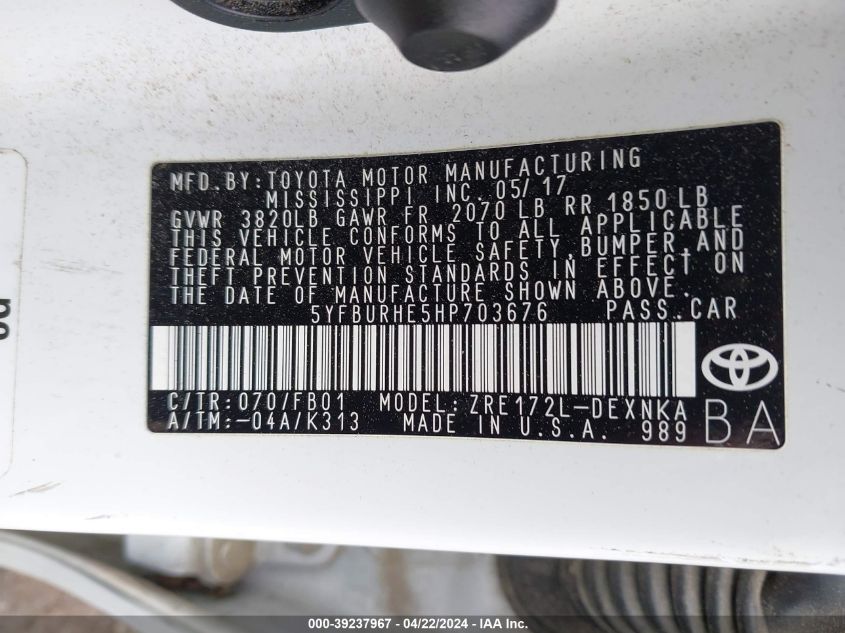 MFD. BY: TOYOTA MOTOR MANUFACTURING
MISSISSIPPI INC. 05/17
GVWR 3820LB GAWR FR 2070 LB RR 1850 LB
THIS VEHICLE CONFORMS TO ALL APPLICABLE
FEDERAL MOTOR VEHICLE SAFETY, BUMPER, AND
THEFT PREVENTION STANDARDS IN EFFECT ON
THE DATE OF MANUFACTURE SHOWN ABOVE.
5YFBURHE5HP703676 PASS.CAR
C/TR: 070/FB01 MODEL: ZRE172L-DEXNKA
A/TM: -04A/K313 MADE IN U.S.A. 989 BA
000-39237967 - 04/22/2024 - IAA Inc.